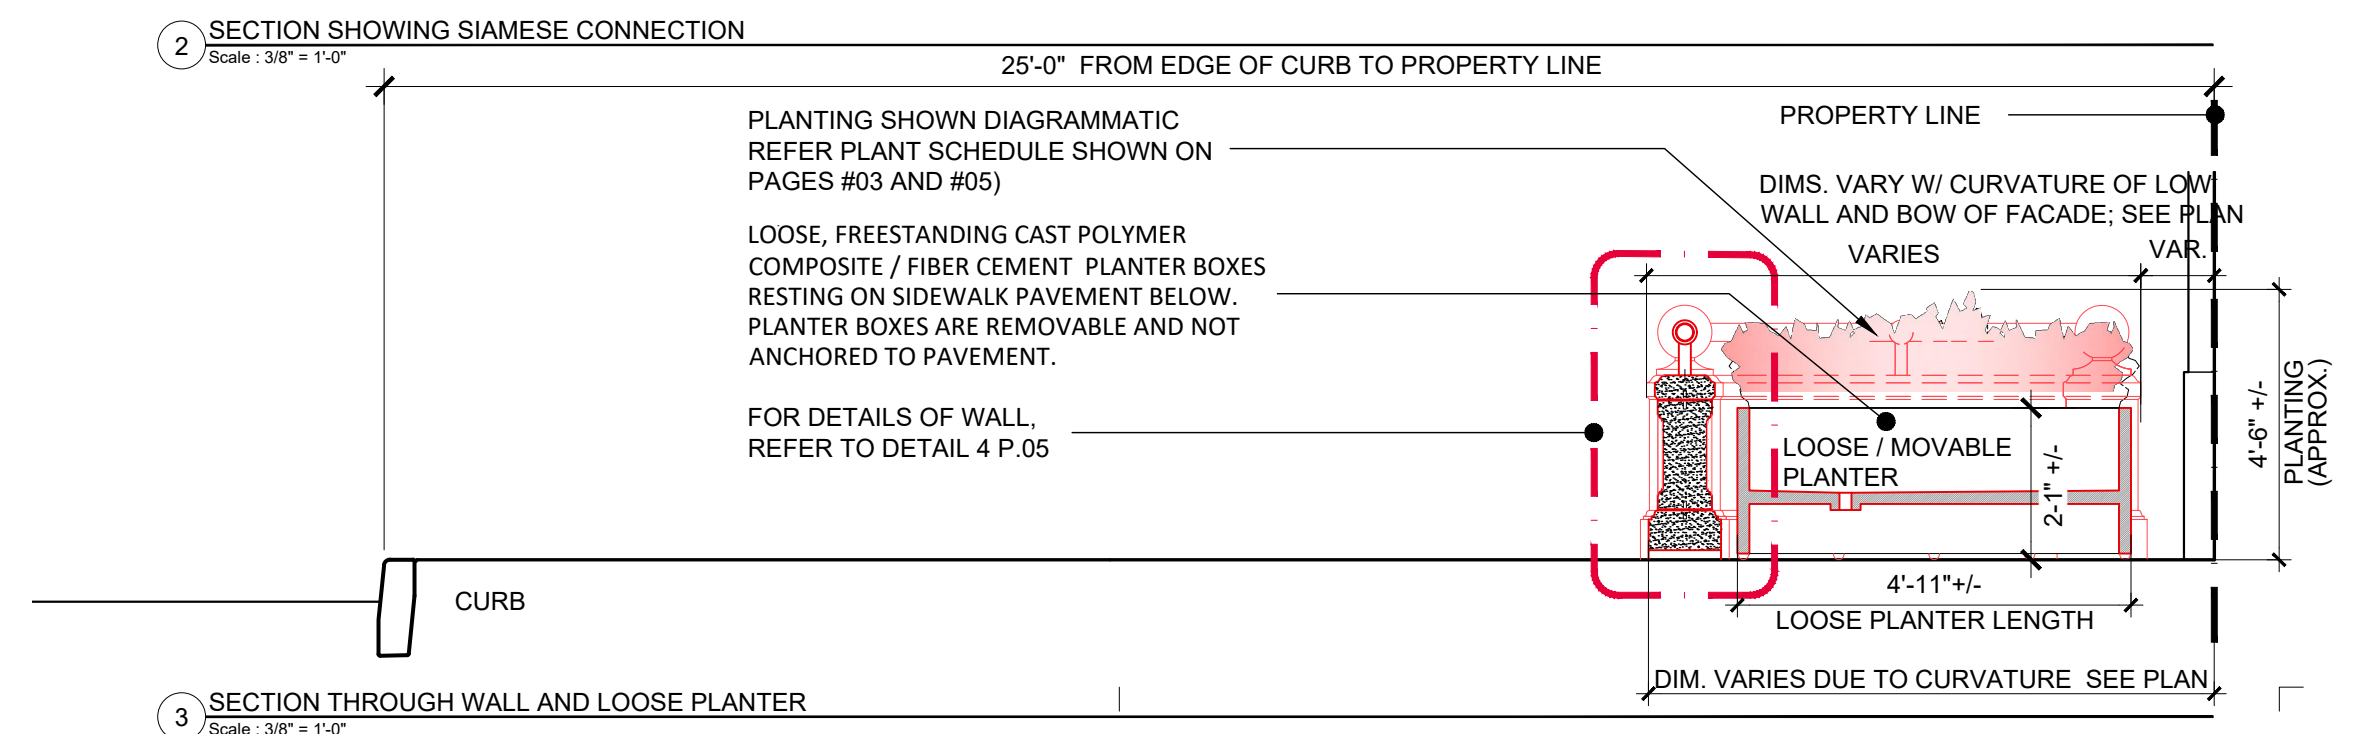 2
SECTION SHOWING SIAMESE CONNECTION
Scale : 3/8" = 1'-0"
25'-0"  FROM EDGE OF CURB TO PROPERTY LINE
PLANTING SHOWN DIAGRAMMATIC
REFER PLANT SCHEDULE SHOWN ON
PAGES #03 AND #05)
PROPERTY LINE
DIMS. VARY W/ CURVATURE OF LOW
WALL AND BOW OF FACADE; SEE PLAN
VARIES
VAR.
LOOSE, FREESTANDING CAST POLYMER
COMPOSITE / FIBER CEMENT  PLANTER BOXES
RESTING ON SIDEWALK PAVEMENT BELOW.
PLANTER BOXES ARE REMOVABLE AND NOT
ANCHORED TO PAVEMENT.
FOR DETAILS OF WALL,
REFER TO DETAIL 4 P.05
LOOSE / MOVABLE
PLANTER
2-1" +/-
4'-6" +/-
PLANTING
(APPROX.)
4'-11"+/-
LOOSE PLANTER LENGTH
CURB
DIM. VARIES DUE TO CURVATURE  SEE PLAN
3
SECTION THROUGH WALL AND LOOSE PLANTER
Scale : 3/8" = 1'-0"